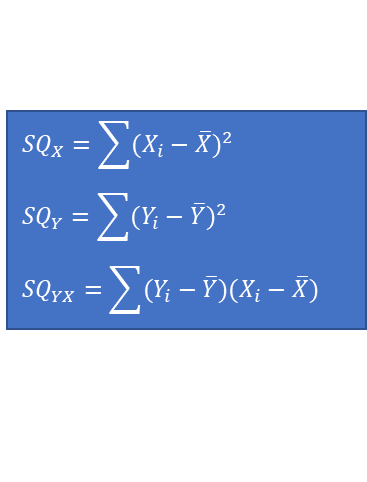 SQ_X = ∑(X_i − X̄)²
SQ_Y = ∑(Y_i − Ȳ)²
SQ_YX = ∑(Y_i − Ȳ)(X_i − X̄)